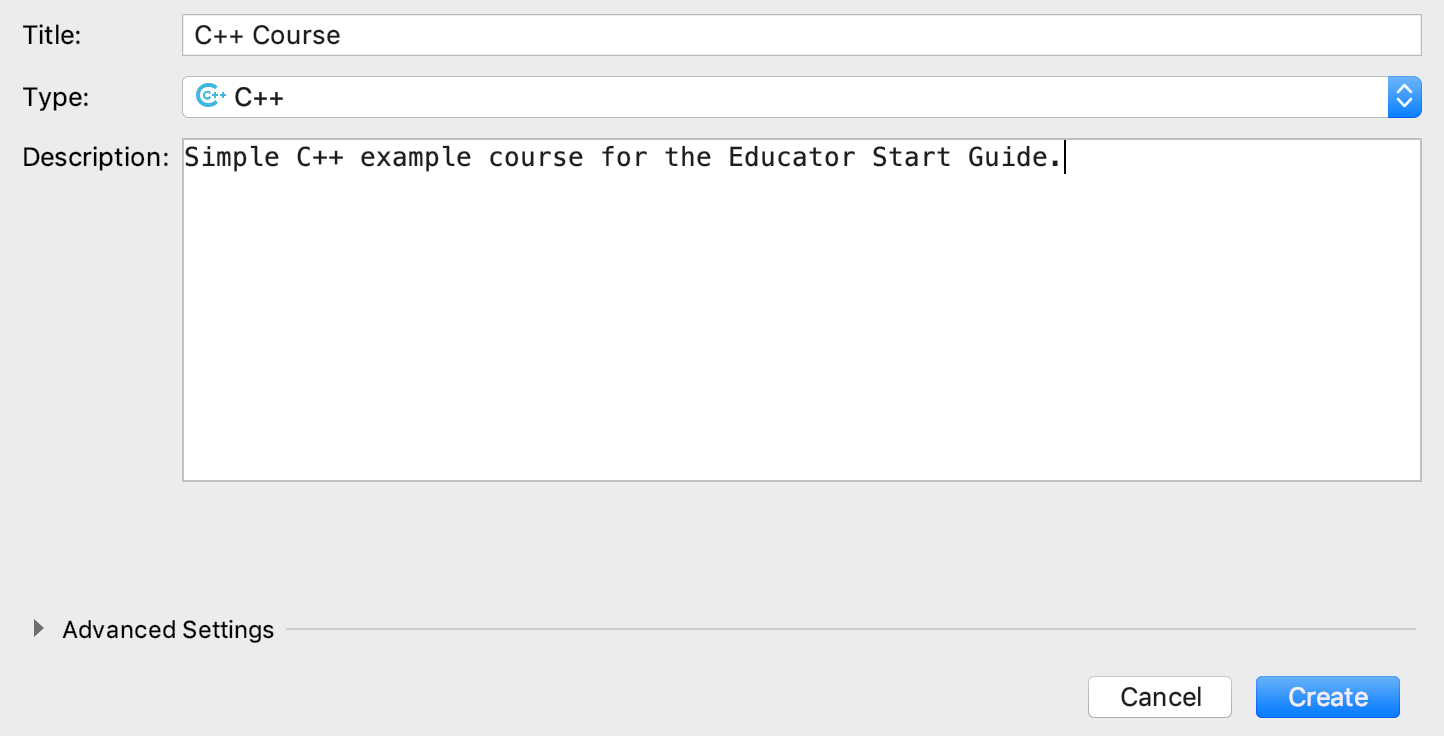 Title: C++ Course
Type: C++ C++
Description: Simple C++ example course for the Educator Start Guide.
Advanced Settings
Cancel Create